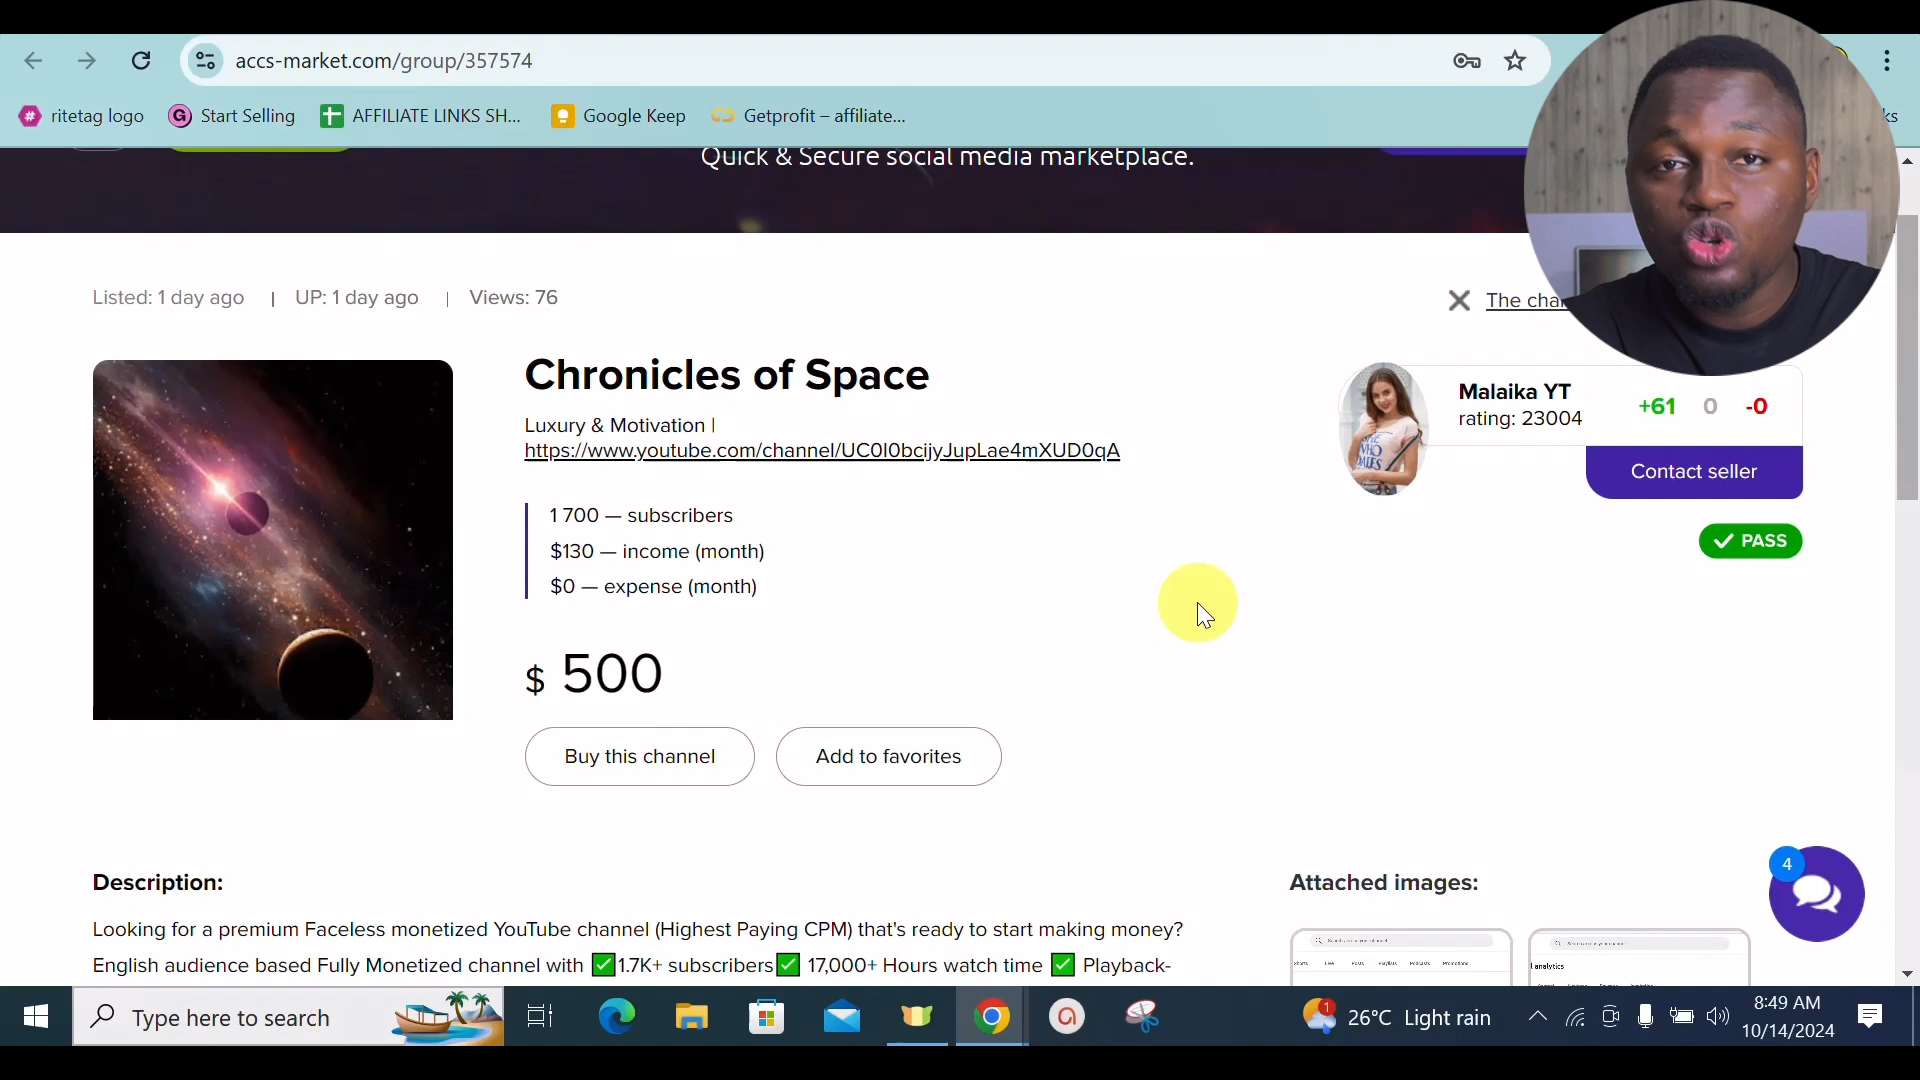 accs-market.com/group/357574
ritetag logo
Start Selling
AFFILIATE LINKS SH...
Google Keep
Getprofit – affiliate...
ks
Quick & Secure social media marketplace.
Listed: 1 day ago | UP: 1 day ago | Views: 76
The cha
Chronicles of Space
Luxury & Motivation |
https://www.youtube.com/channel/UC0I0bcijyJupLae4mXUD0qA
Malaika YT
rating: 23004
+61 0 -0
Contact seller
PASS
1 700 — subscribers
$130 — income (month)
$0 — expense (month)
$ 500
Buy this channel
Add to favorites
Description:
Looking for a premium Faceless monetized YouTube channel (Highest Paying CPM) that's ready to start making money?
English audience based Fully Monetized channel with ✅1.7K+ subscribers✅ 17,000+ Hours watch time ✅ Playback-
Attached images:
l analytics
4
Type here to search
1
26°C Light rain
8:49 AM
10/14/2024